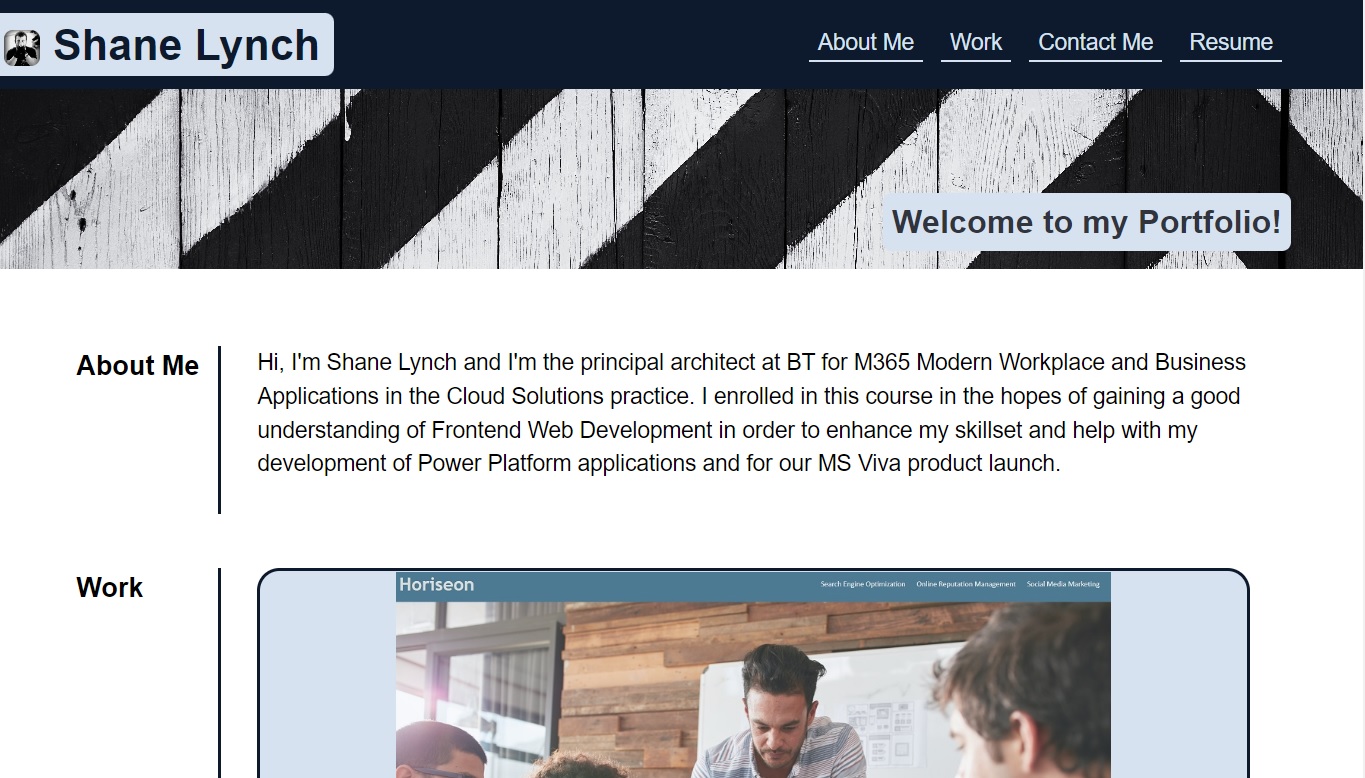 Shane Lynch
About Me Work Contact Me Resume
Welcome to my Portfolio!
About Me
Hi, I'm Shane Lynch and I'm the principal architect at BT for M365 Modern Workplace and Business
Applications in the Cloud Solutions practice. I enrolled in this course in the hopes of gaining a good
understanding of Frontend Web Development in order to enhance my skillset and help with my
development of Power Platform applications and for our MS Viva product launch.
Work
Horiseon
Search Engine Optimization Online Reputation Management Social Media Marketing